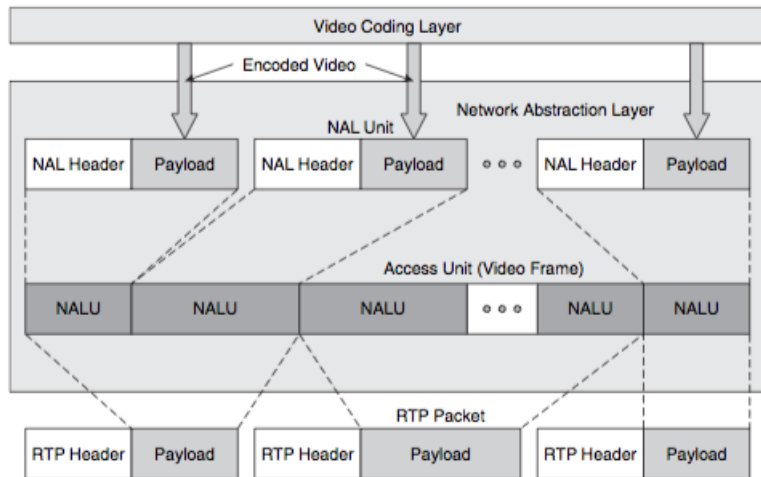 Video Coding Layer
Encoded Video
Network Abstraction Layer
NAL Unit
NAL Header Payload NAL Header Payload NAL Header Payload
Access Unit (Video Frame)
NALU NALU NALU NALU NALU
RTP Packet
RTP Header Payload RTP Header Payload RTP Header Payload